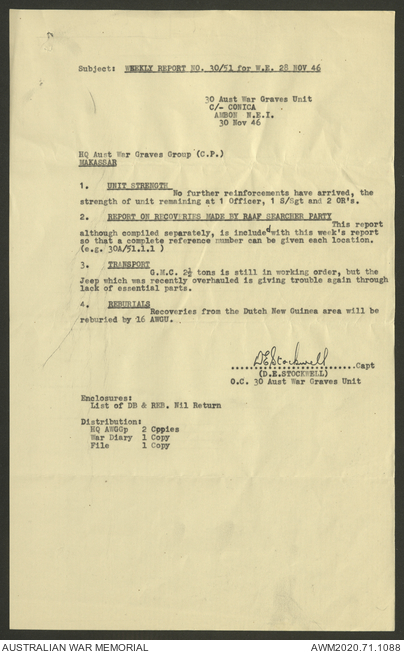 Subject: WEEKLY REPORT NO. 30/51 for W.E. 28 NOV 46
30 Aust War Graves Unit
C/- CONICA
AMBON N.E.I.
30 Nov 46
HQ Aust War Graves Group (C.P.)
MAKASSAR
1. UNIT STRENGTH
No further reinforcements have arrived, the
strength of unit remaining at 1 Officer, 1 S/Sgt and 2 OR's.
2. REPORT ON RECOVERIES MADE BY RAAF SEARCHER PARTY
This report
although compiled separately, is included with this week's report
so that a complete reference number can be given each location.
(e.g. 30A/51.1.1 )
3. TRANSPORT
G.M.C. 2½ tons is still in working order, but the
Jeep which was recently overhauled is giving trouble again through
lack of essential parts.
4. REBURIALS
Recoveries from the Dutch New Guinea area will be
reburied by 16 AWGU.
D E Stockwell
..........................Capt
(D.E.STOCKWELL)
O.C. 30 Aust War Graves Unit
Enclosures:
List of DB & REB. Nil Return
Distribution:
HQ AWGGp 2 Copies
War Diary 1 Copy
File 1 Copy
AUSTRALIAN WAR MEMORIAL
AWM2020.71.1088